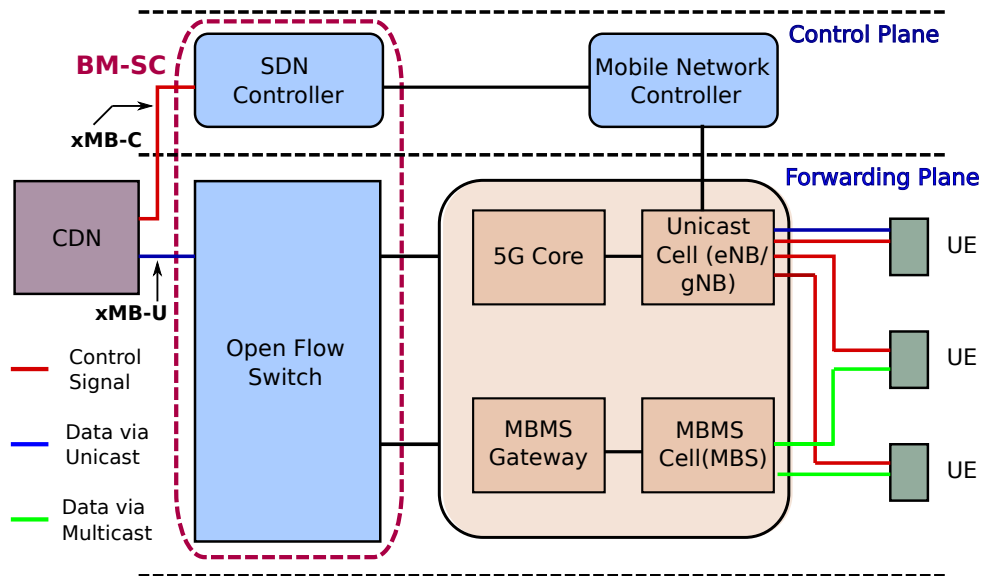 Control Plane
BM-SC
SDN
Controller
Mobile Network
Controller
xMB-C
Forwarding Plane
CDN
5G Core
Unicast
Cell (eNB/
gNB)
UE
xMB-U
Open Flow
Switch
UE
Control
Signal
MBMS
Gateway
MBMS
Cell(MBS)
Data via
Unicast
UE
Data via
Multicast